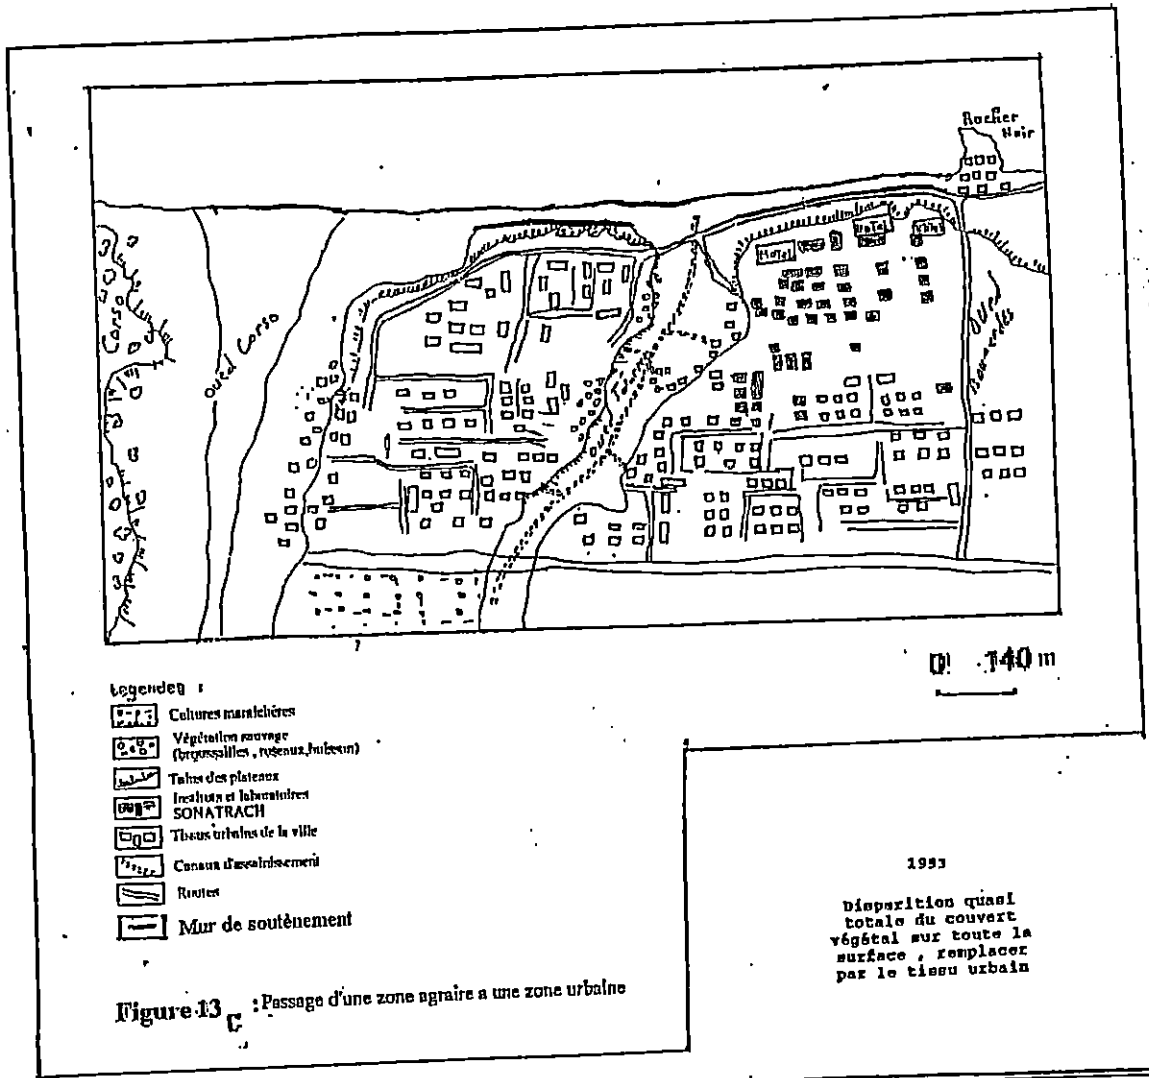 Rocher
Noir
Hotel
Hotel
Corso
Oued Corso
Oued
Boumerdès
0 140 m
Legendes :
Cultures maraîchères
Végétation sauvage
(broussailles, roseaux, buisson)
Talus des plateaux
Instituts et laboratoires
SONATRACH
Tissus urbains de la ville
Canaux d'assainissement
Routes
Mur de soutènement
Figure 13 C : Passage d'une zone agraire a une zone urbaine
1993
Disparition quasi
totale du couvert
végétal sur toute la
surface , remplacer
par le tissu urbain